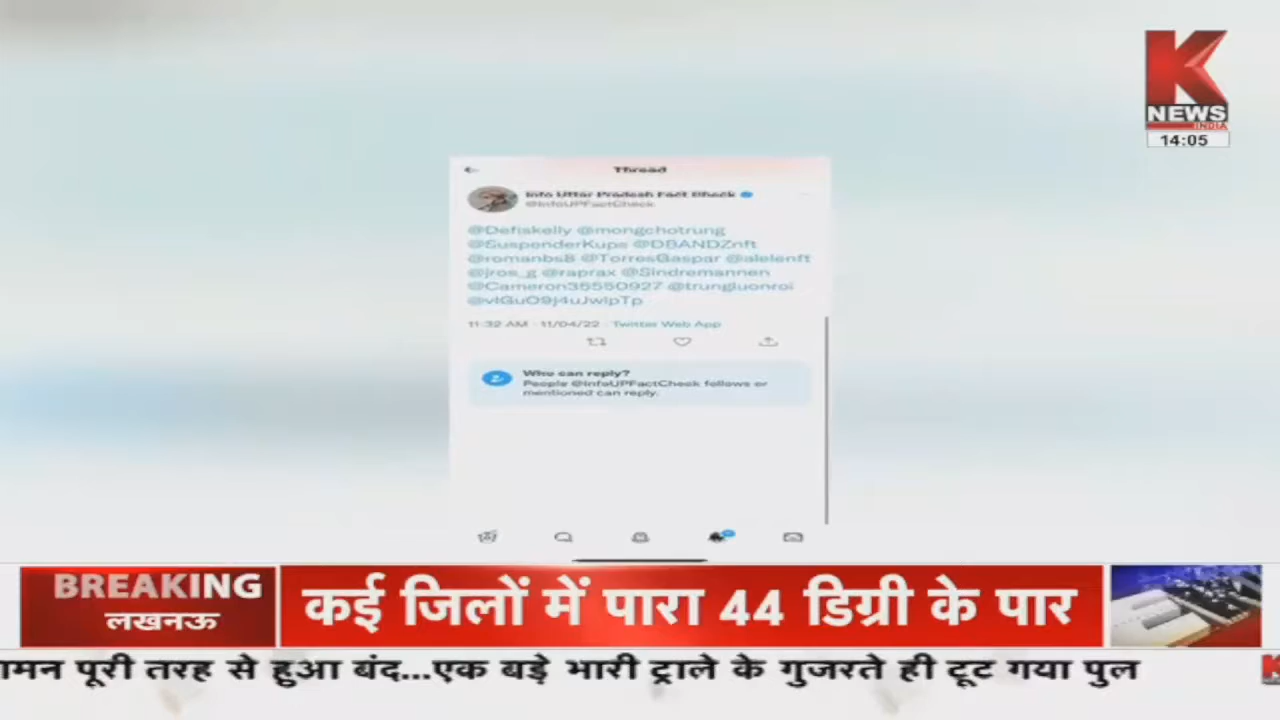 K
NEWS
INDIA
14:05
Thread
Info Uttar Pradesh Fact Check
@InfoUPFactCheck
@Defiskelly @mongchotrung
@SuspenderKups @DBANDZnft
@romanbs8 @TorresGaspar @alelenft
@jros_g @raprax @Sindremannen
@Cameron35550927 @trungluonroi
11:32 AM · 11/04/22 · Twitter Web App
Who can reply?
People @InfoUPFactCheck follows or
mentioned can reply.
BREAKING
लखनऊ
कई जिलों में पारा 44 डिग्री के पार
पूरी तरह से हुआ बंद...एक बड़े भारी ट्राले के गुजरते ही टूट गया पुल